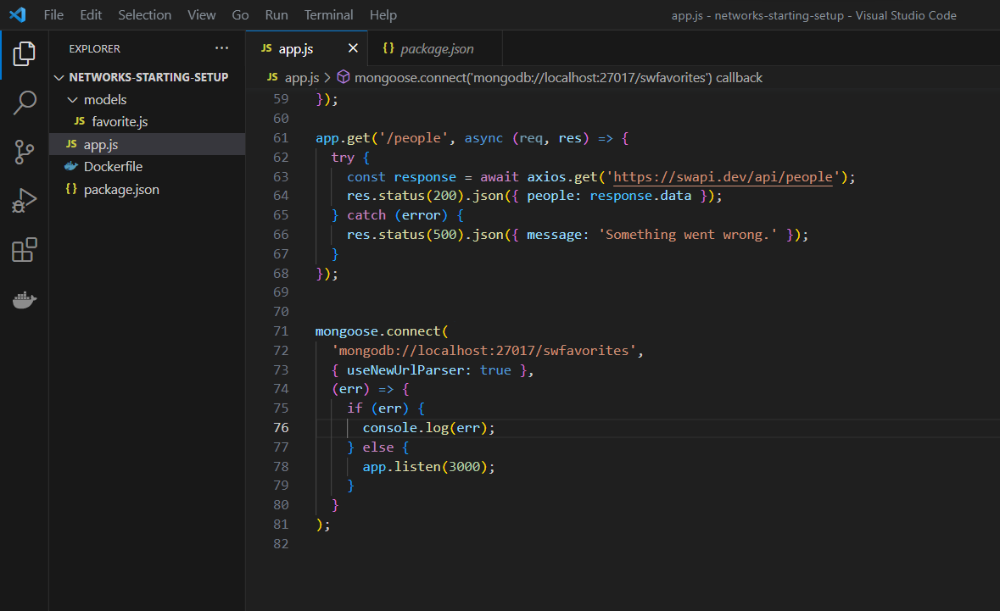 File Edit Selection View Go Run Terminal Help
app.js - networks-starting-setup - Visual Studio Code
EXPLORER ...
NETWORKS-STARTING-SETUP
models
JS favorite.js
JS app.js
Dockerfile
{} package.json
JS app.js × {} package.json
JS app.js > mongoose.connect('mongodb://localhost:27017/swfavorites') callback
59 });
60
61 app.get('/people', async (req, res) => {
62 try {
63 const response = await axios.get('https://swapi.dev/api/people');
64 res.status(200).json({ people: response.data });
65 } catch (error) {
66 res.status(500).json({ message: 'Something went wrong.' });
67 }
68 });
69
70
71 mongoose.connect(
72 'mongodb://localhost:27017/swfavorites',
73 { useNewUrlParser: true },
74 (err) => {
75 if (err) {
76 console.log(err);
77 } else {
78 app.listen(3000);
79 }
80 }
81 );
82